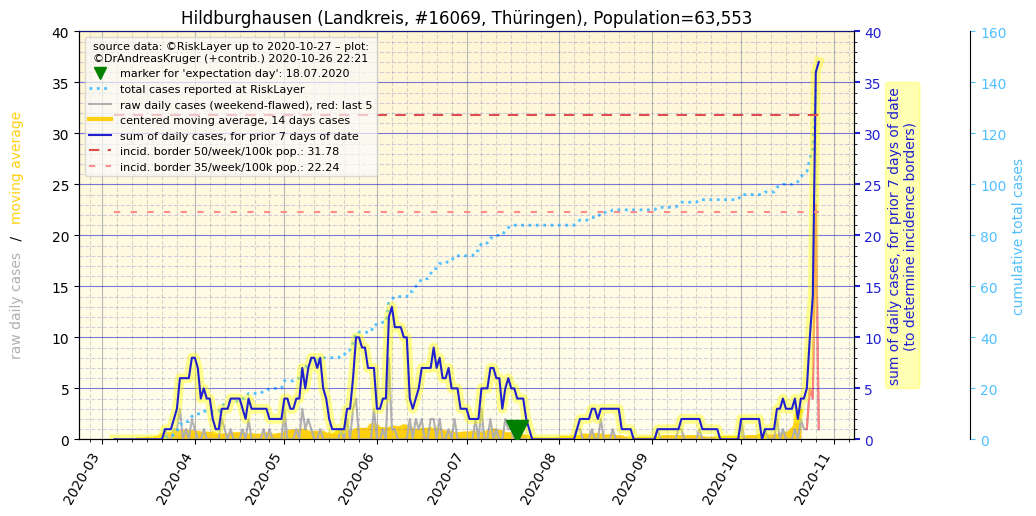 Hildburghausen (Landkreis, #16069, Thüringen), Population=63,553
source data: ©RiskLayer up to 2020-10-27 – plot:
©DrAndreasKruger (+contrib.) 2020-10-26 22:21
marker for 'expectation day': 18.07.2020
total cases reported at RiskLayer
raw daily cases (weekend-flawed), red: last 5
centered moving average, 14 days cases
sum of daily cases, for prior 7 days of date
incid. border 50/week/100k pop.: 31.78
incid. border 35/week/100k pop.: 22.24
raw daily cases / moving average
40
35
30
25
20
15
10
5
0
2020-03
2020-04
2020-05
2020-06
2020-07
2020-08
2020-09
2020-10
2020-11
40
35
30
25
20
15
10
5
0
sum of daily cases, for prior 7 days of date
(to determine incidence borders)
160
140
120
100
80
60
40
20
0
cumulative total cases